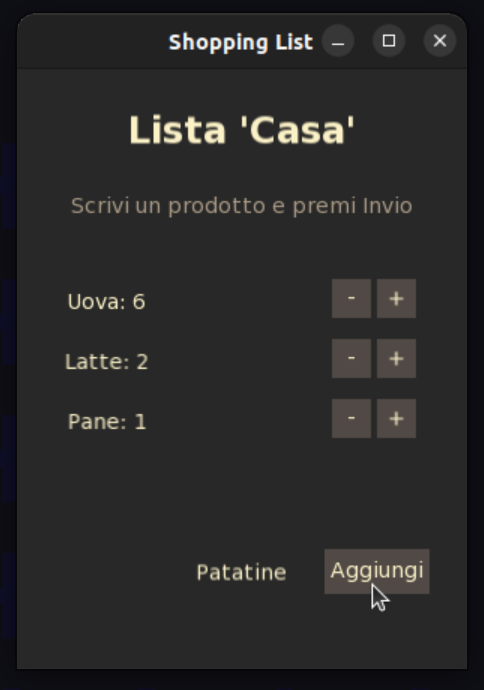 Shopping List
Lista 'Casa'
Scrivi un prodotto e premi Invio
Uova: 6 - +
Latte: 2 - +
Pane: 1 - +
Patatine Aggiungi